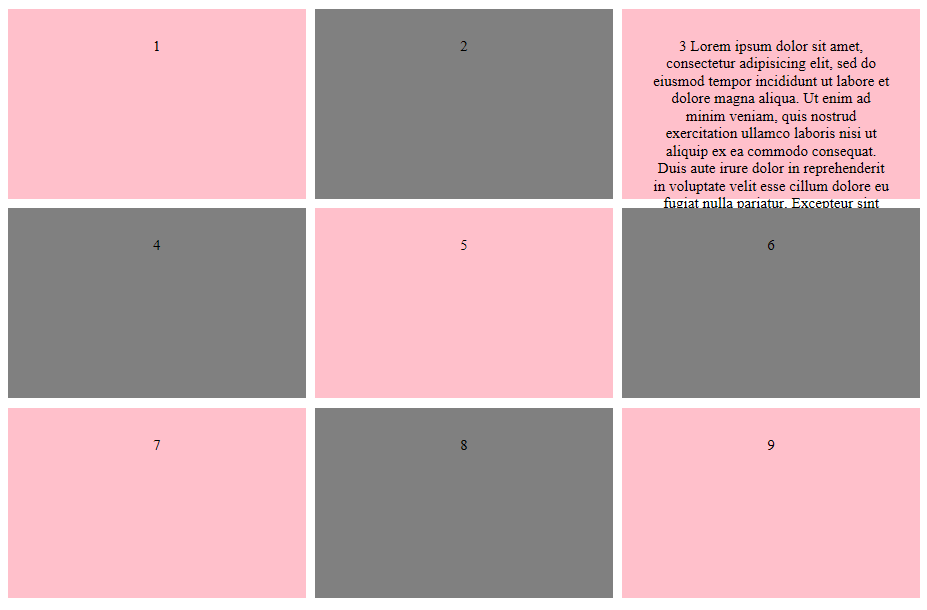 1
2
3 Lorem ipsum dolor sit amet,
consectetur adipisicing elit, sed do
eiusmod tempor incididunt ut labore et
dolore magna aliqua. Ut enim ad
minim veniam, quis nostrud
exercitation ullamco laboris nisi ut
aliquip ex ea commodo consequat.
Duis aute irure dolor in reprehenderit
in voluptate velit esse cillum dolore eu
fugiat nulla pariatur. Excepteur sint
4
5
6
7
8
9